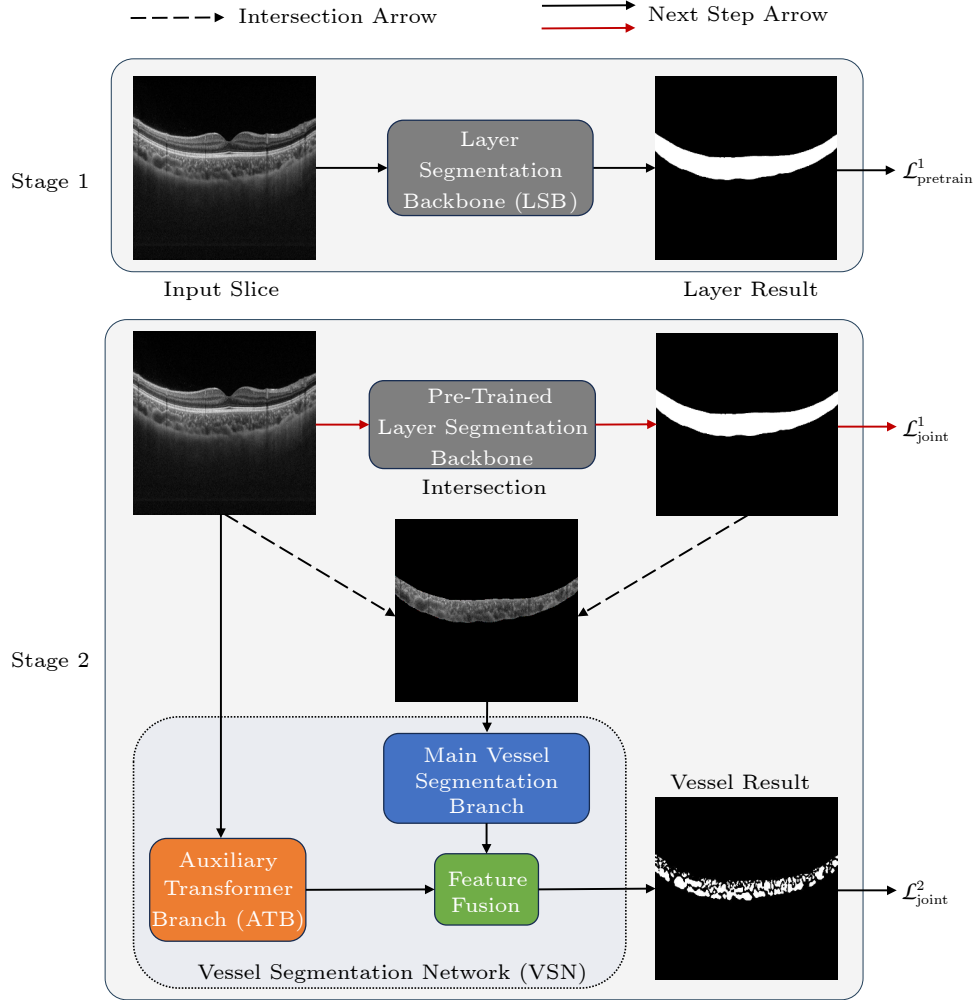 Intersection Arrow
Next Step Arrow
Stage 1
Layer
Segmentation
Backbone (LSB)
ℒ¹pretrain
Input Slice
Layer Result
Pre-Trained
Layer Segmentation
Backbone
ℒ¹joint
Intersection
Stage 2
Main Vessel
Segmentation
Branch
Vessel Result
Auxiliary
Transformer
Branch (ATB)
Feature
Fusion
ℒ²joint
Vessel Segmentation Network (VSN)